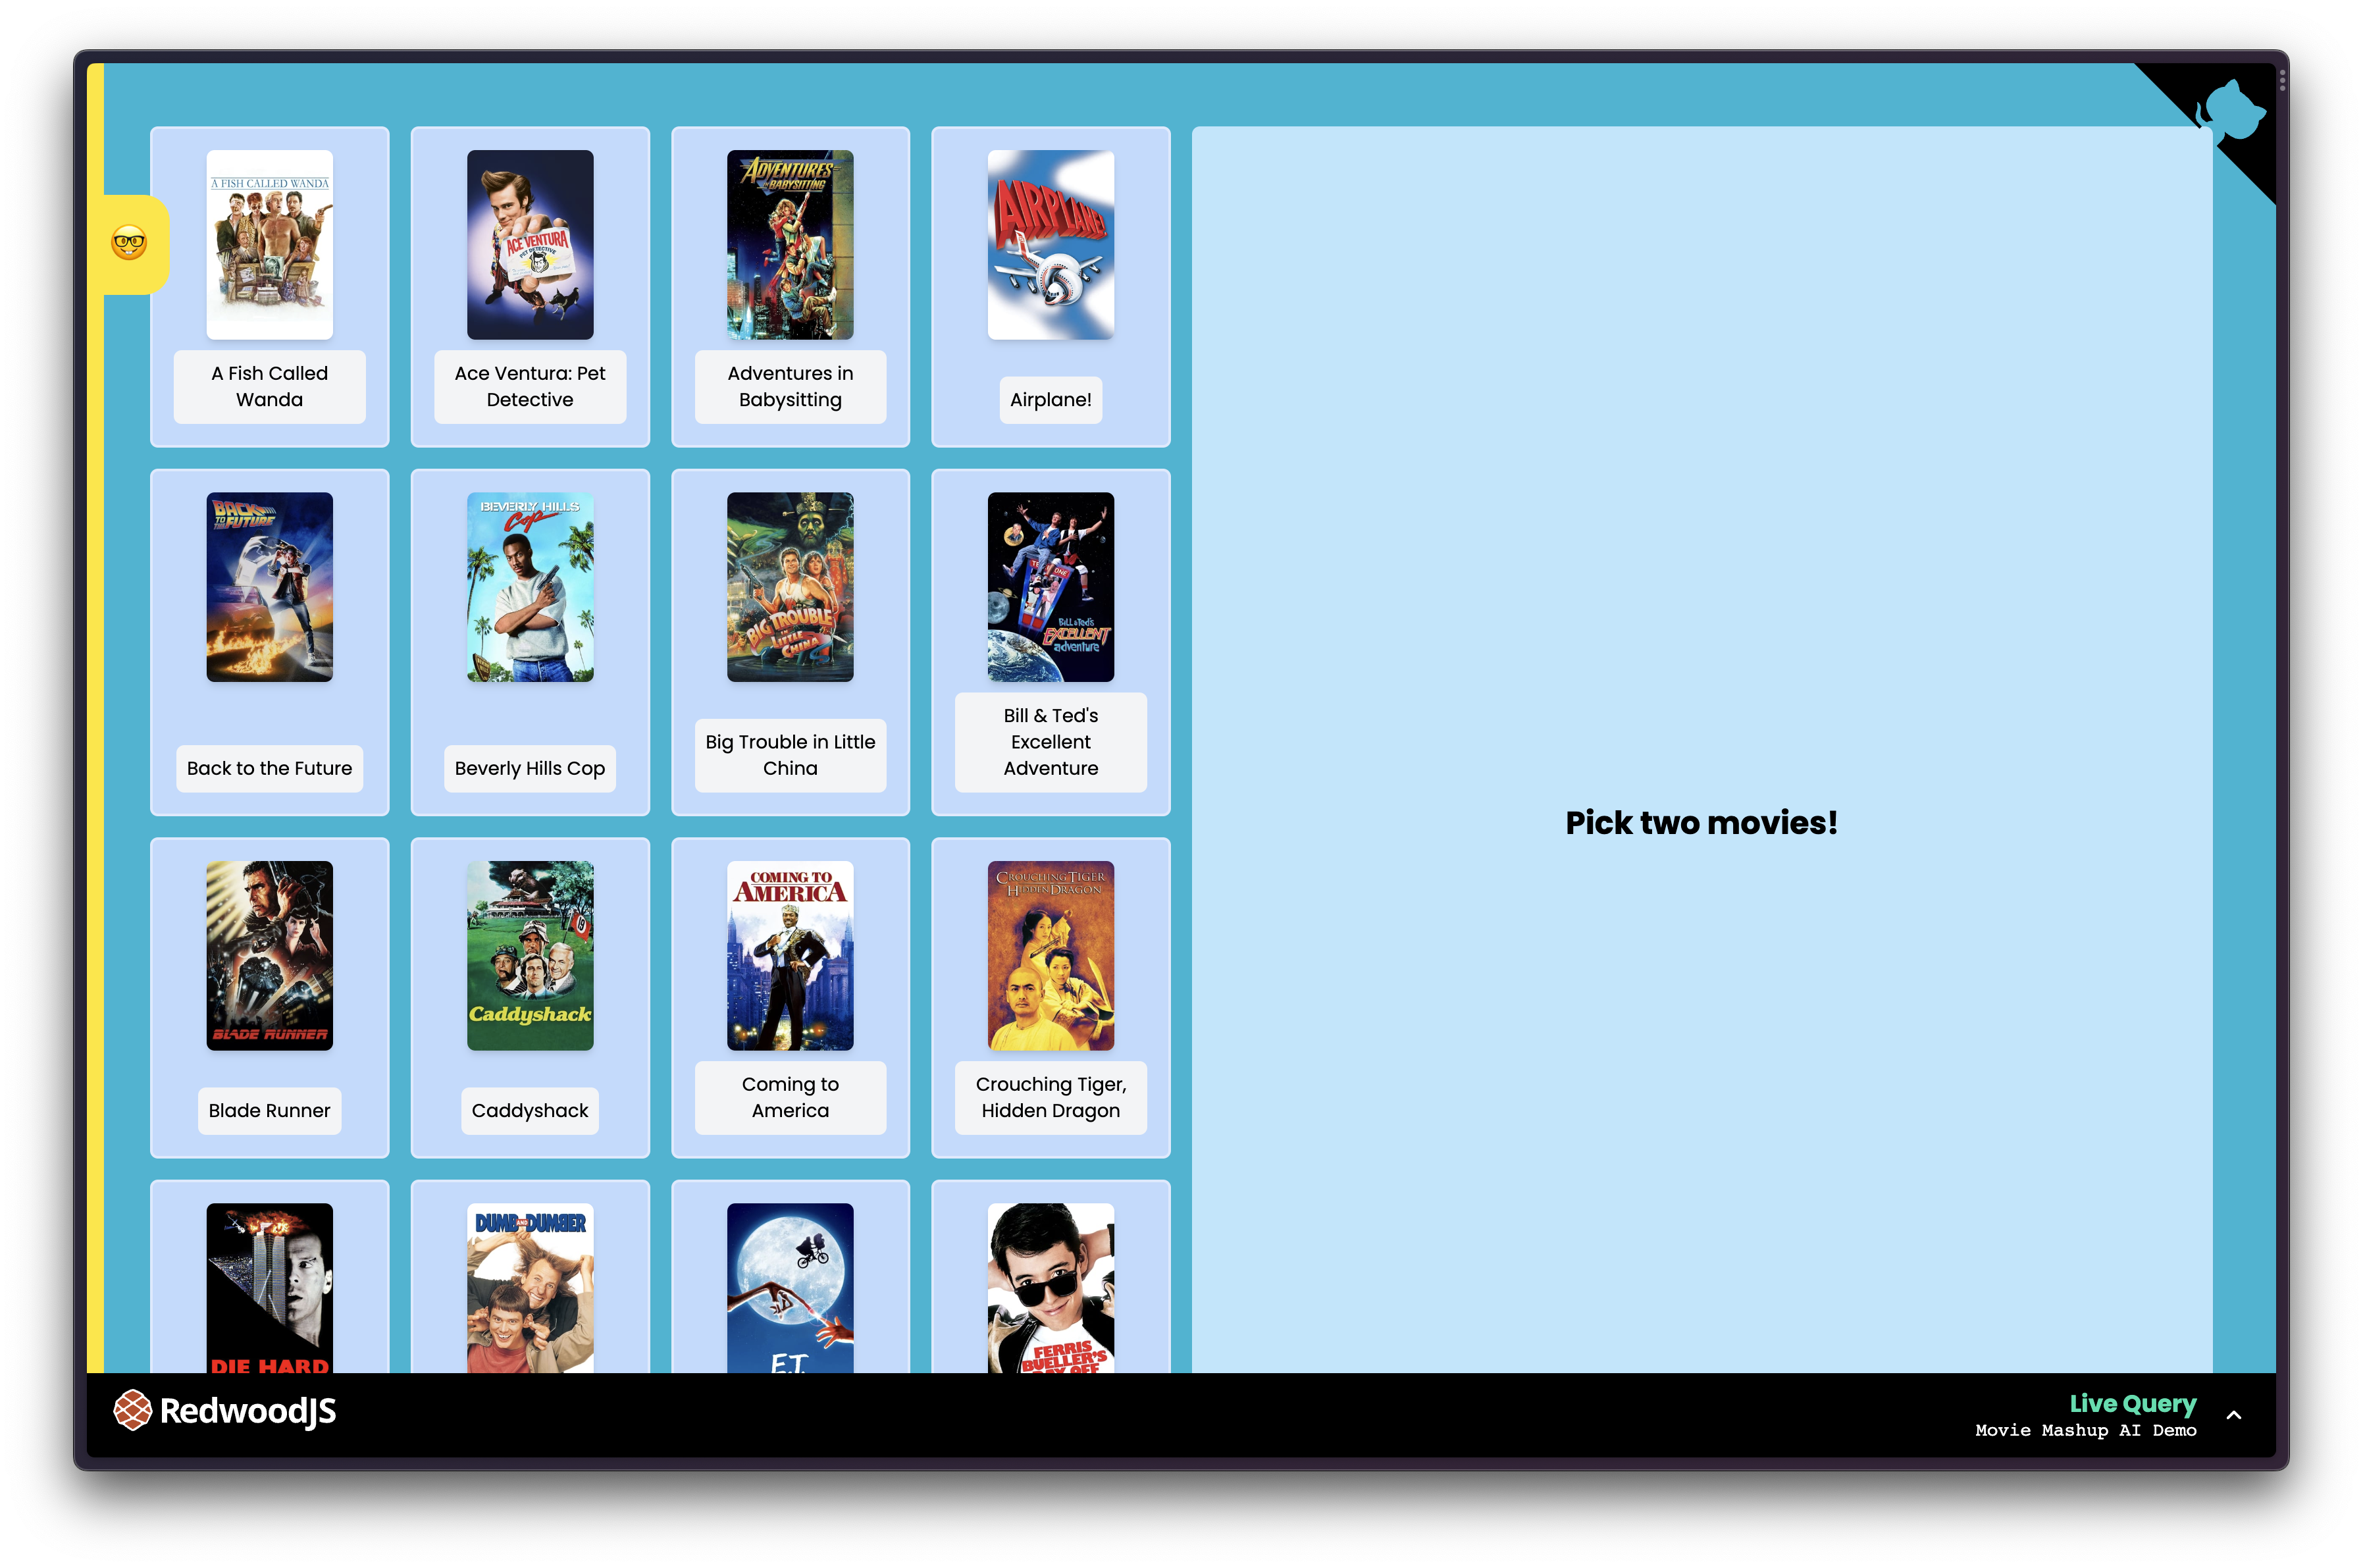 A FISH CALLED WANDA
A Fish Called
Wanda
ACE VENTURA
PET DETECTIVE
Ace Ventura: Pet
Detective
ADVENTURES
IN BABYSITTING
Adventures in
Babysitting
AIRPLANE!
Airplane!
BACK
TO THE FUTURE
Back to the Future
BEVERLY HILLS
Cop
Beverly Hills Cop
BIG TROUBLE
IN LITTLE
CHINA
Big Trouble in Little
China
BILL & TED'S
EXCELLENT
adventure
Bill & Ted's
Excellent
Adventure
Pick two movies!
BLADE RUNNER
Blade Runner
18
Caddyshack
Caddyshack
COMING TO
AMERICA
Coming to
America
CROUCHING TIGER
HIDDEN DRAGON
Crouching Tiger,
Hidden Dragon
DIE HARD
DUMB AND DUMBER
E.T.
FERRIS
BUELLER'S
DAY OFF
RedwoodJS
Live Query
Movie Mashup AI Demo